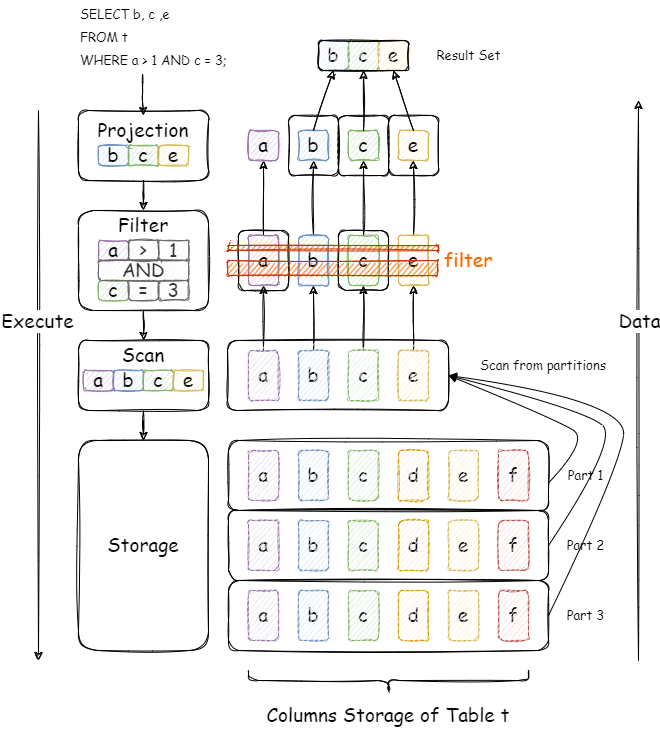 SELECT b, c ,e
FROM t
WHERE a > 1 AND c = 3;
b c e
Result Set
Projection
b c e
a b c e
Filter
a > 1
AND
c = 3
a b c e
filter
Execute
Data
Scan
a b c e
a b c e
Scan from partitions
Storage
a b c d e f
Part 1
a b c d e f
Part 2
a b c d e f
Part 3
Columns Storage of Table t